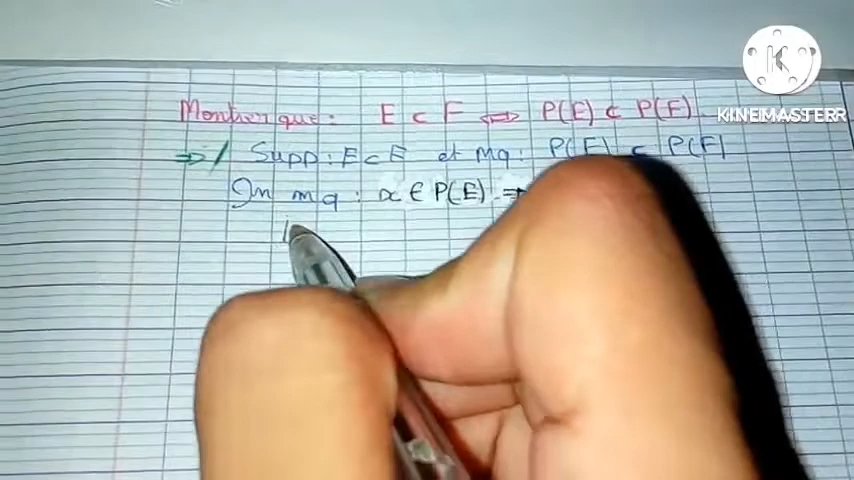 KINEMASTER
Montrer que : E ⊂ F ⟺ P(E) ⊂ P(F)
⇒ / Supp : E ⊂ F et Mq : P(E) ⊂ P(F)
On mq : x ∈ P(E) ⇒